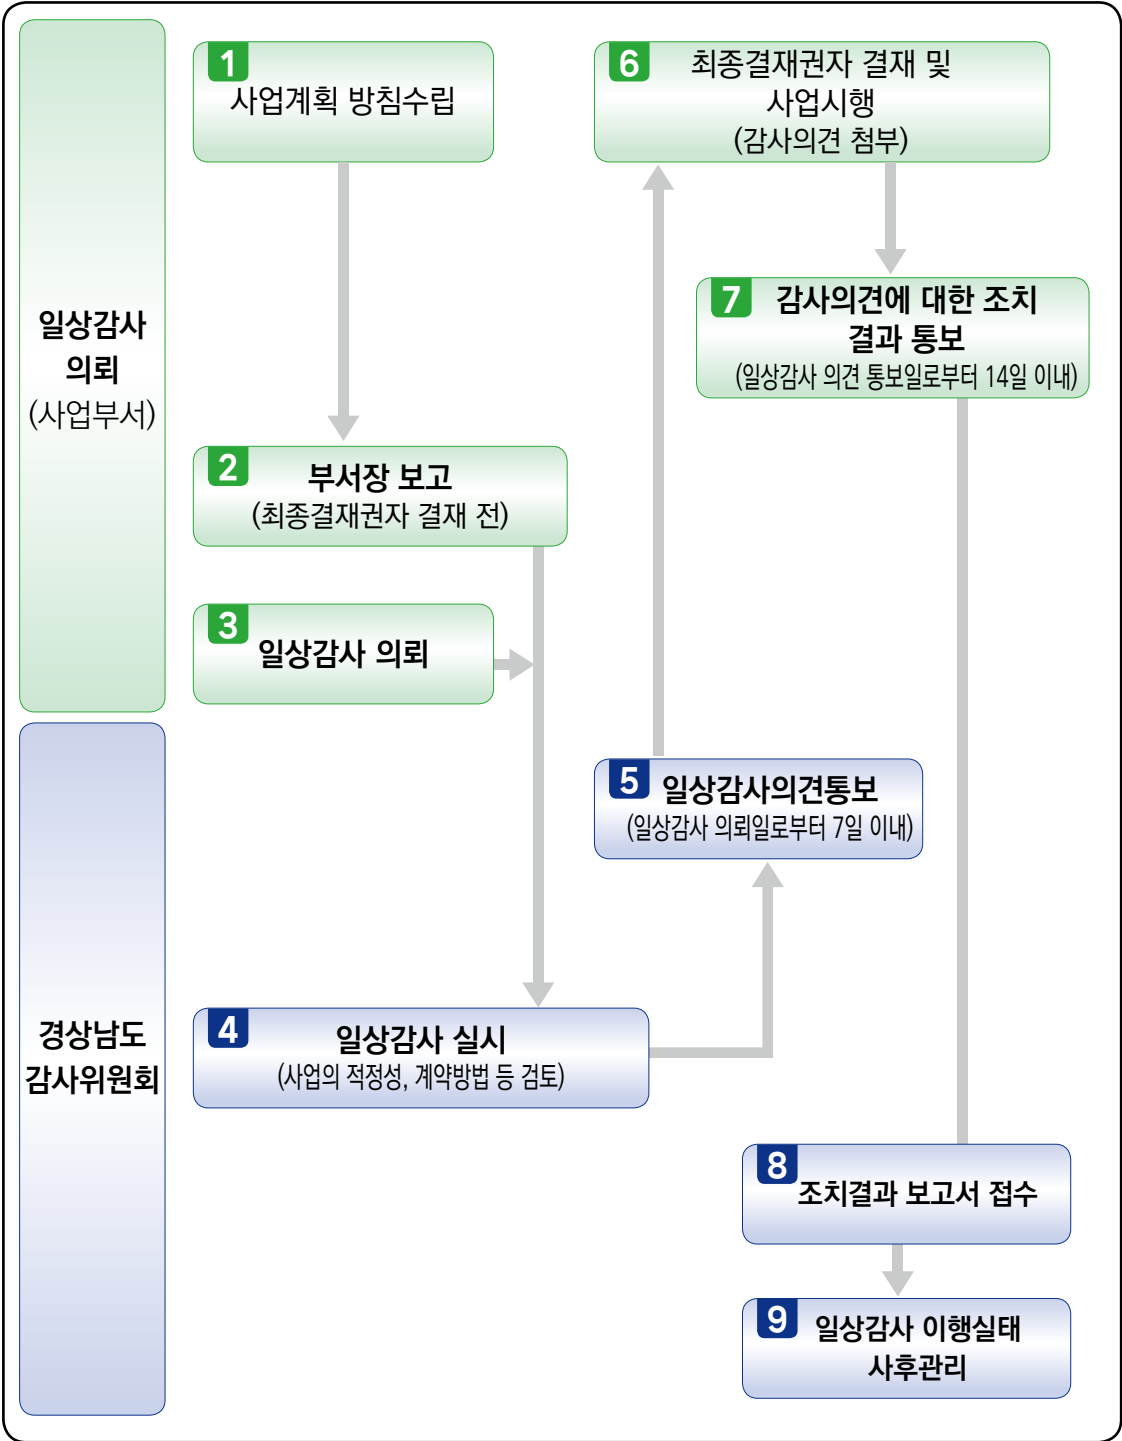 일상감사
의뢰
(사업부서)
1
사업계획 방침수립
2
부서장 보고
(최종결재권자 결재 전)
3
일상감사 의뢰
경상남도
감사위원회
4
일상감사 실시
(사업의 적정성, 계약방법 등 검토)
5
일상감사의견통보
(일상감사 의뢰일로부터 7일 이내)
6
최종결재권자 결재 및
사업시행
(감사의견 첨부)
7
감사의견에 대한 조치
결과 통보
(일상감사 의견 통보일로부터 14일 이내)
8
조치결과 보고서 접수
9
일상감사 이행실태
사후관리